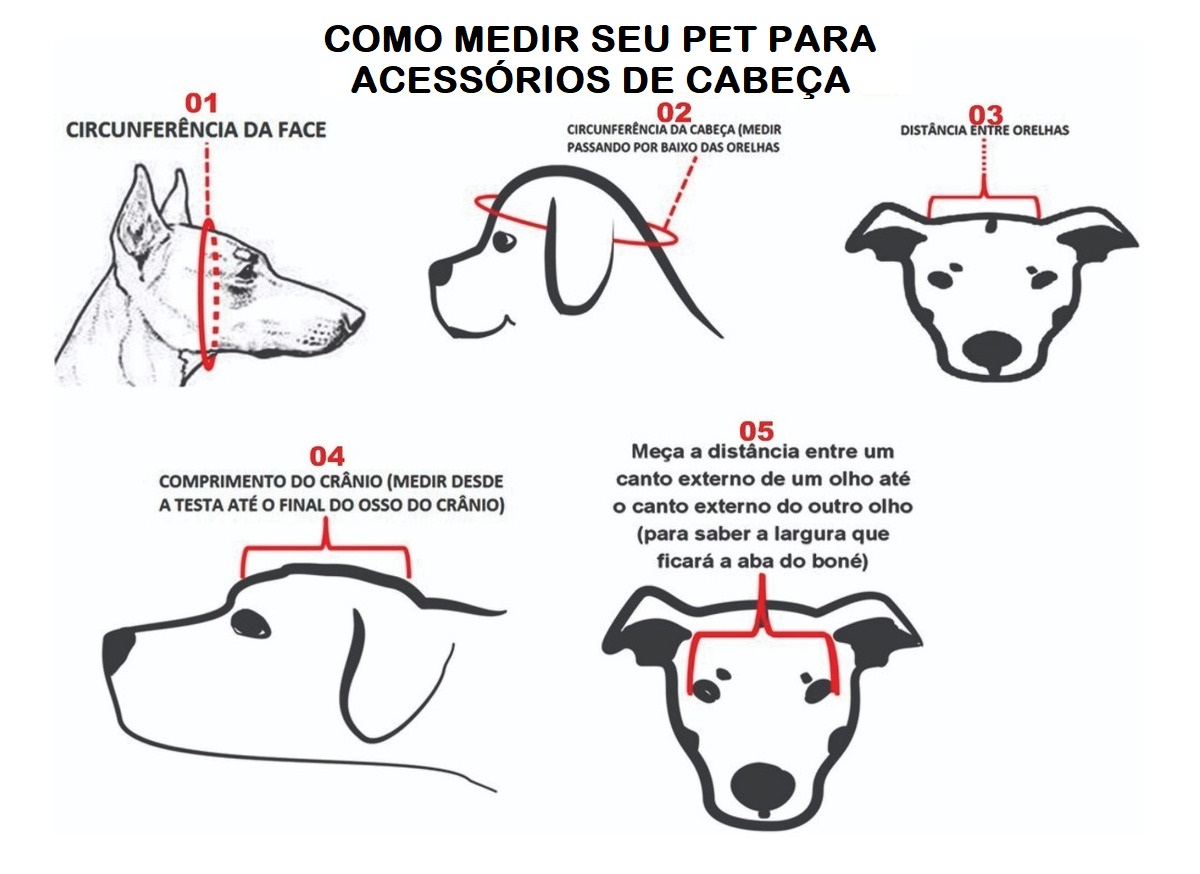 COMO MEDIR SEU PET PARA
ACESSÓRIOS DE CABEÇA
01
CIRCUNFERÊNCIA DA FACE
02
CIRCUNFERÊNCIA DA CABEÇA (MEDIR
PASSANDO POR BAIXO DAS ORELHAS
03
DISTÂNCIA ENTRE ORELHAS
04
COMPRIMENTO DO CRÂNIO (MEDIR DESDE
A TESTA ATÉ O FINAL DO OSSO DO CRÂNIO)
05
Meça a distância entre um
canto externo de um olho até
o canto externo do outro olho
(para saber a largura que
ficará a aba do boné)